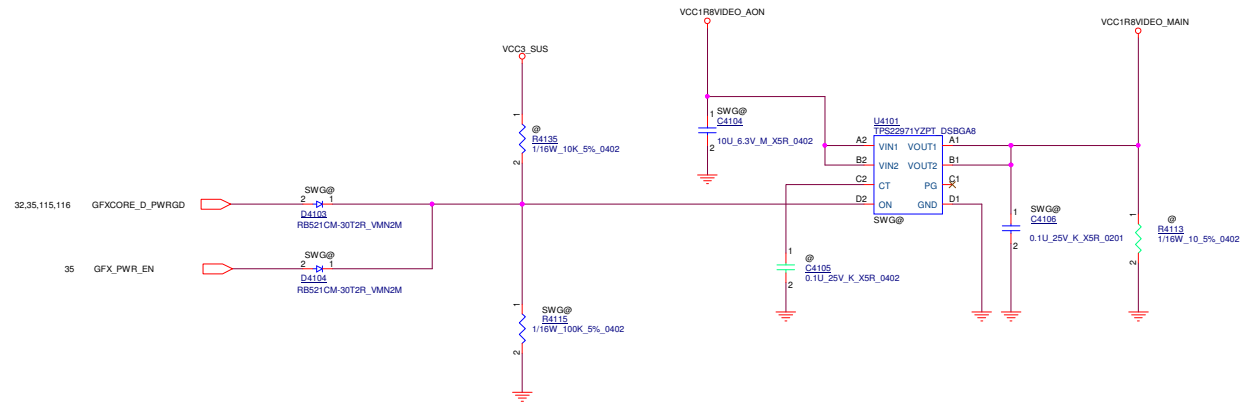 VCC1R8VIDEO_AON
VCC1R8VIDEO_MAIN
VCC3_SUS
1
@
R4135
1/16W_10K_5%_0402
2
1
SWG@
C4104
10U_6.3V_M_X5R_0402
2
U4101
TPS22971YZPT_DSBGA8
A2 VIN1 VOUT1 A1
B2 VIN2 VOUT2 B1
C2 CT PG C1
D2 ON GND D1
SWG@
32,35,115,116 GFXCORE_D_PWRGD
SWG@
2 1
D4103
RB521CM-30T2R_VMN2M
35 GFX_PWR_EN
SWG@
2 1
D4104
RB521CM-30T2R_VMN2M
1
@
C4105
0.1U_25V_K_X5R_0402
2
1
SWG@
C4106
0.1U_25V_K_X5R_0201
2
1
@
R4113
1/16W_10_5%_0402
2
1
SWG@
R4115
1/16W_100K_5%_0402
2